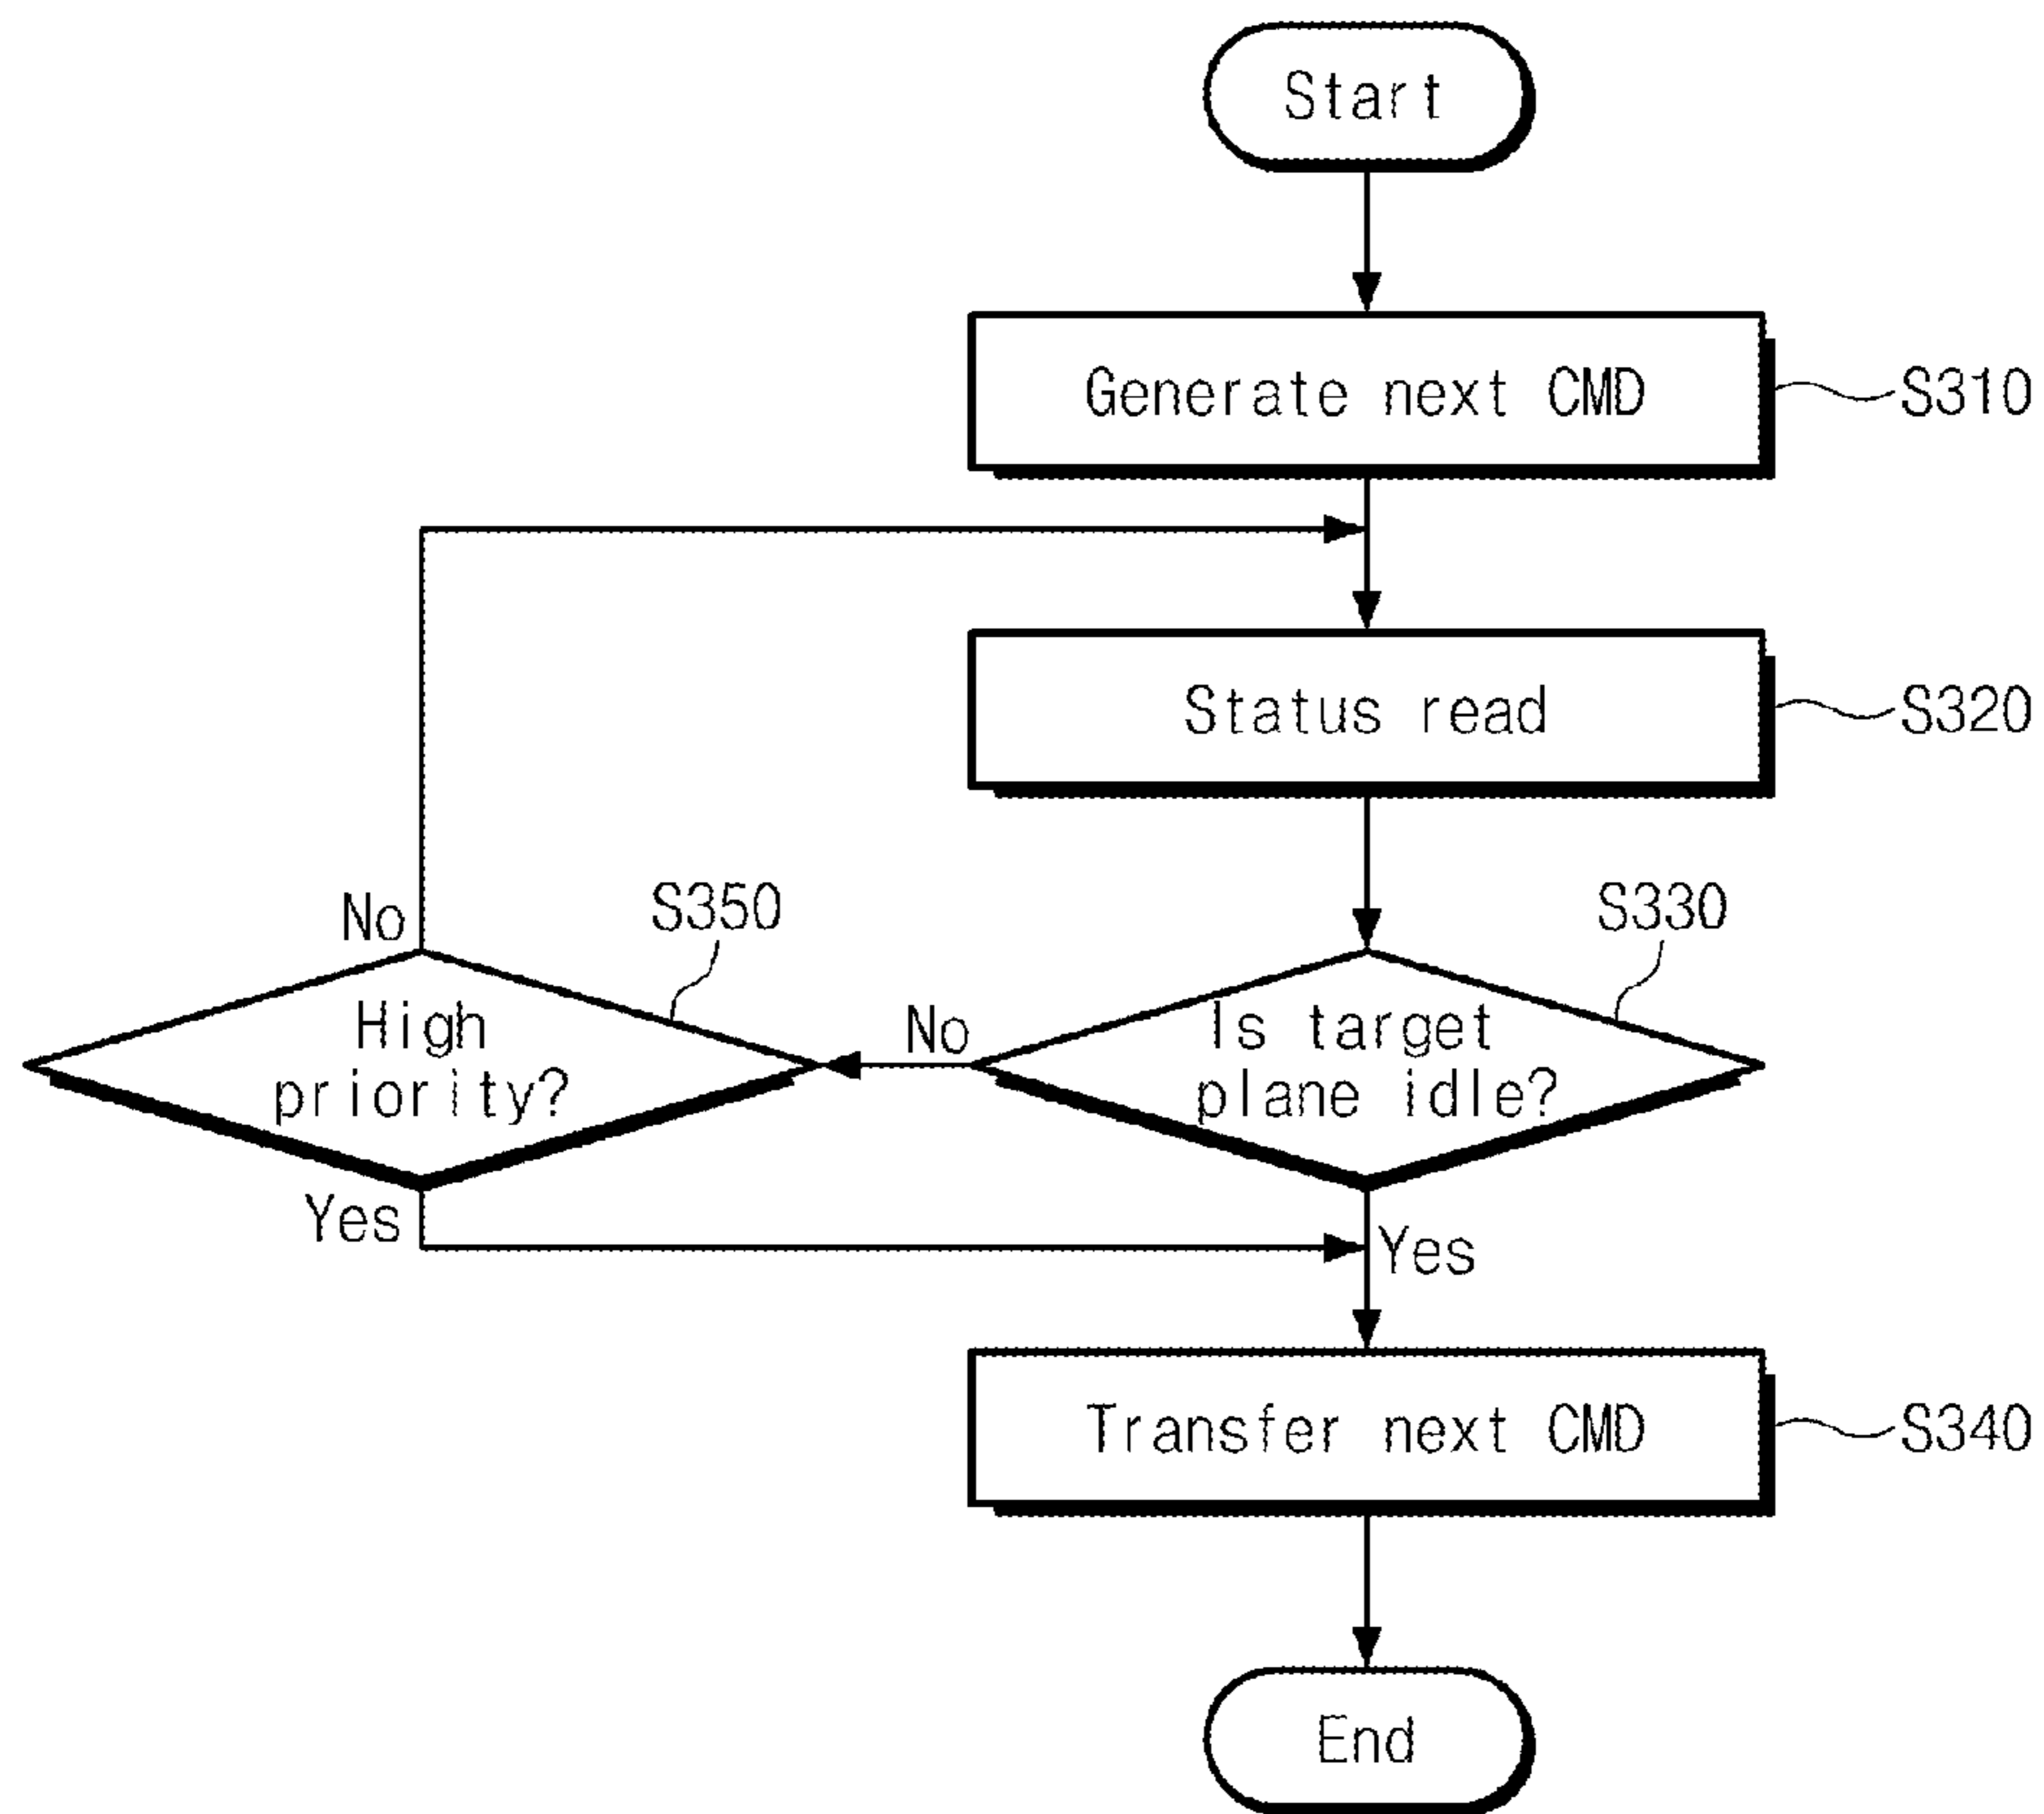 Start
Generate next CMD
S310
Status read
S320
No
S350
S330
High
priority?
No
Is target
plane idle?
Yes
Yes
Transfer next CMD
S340
End